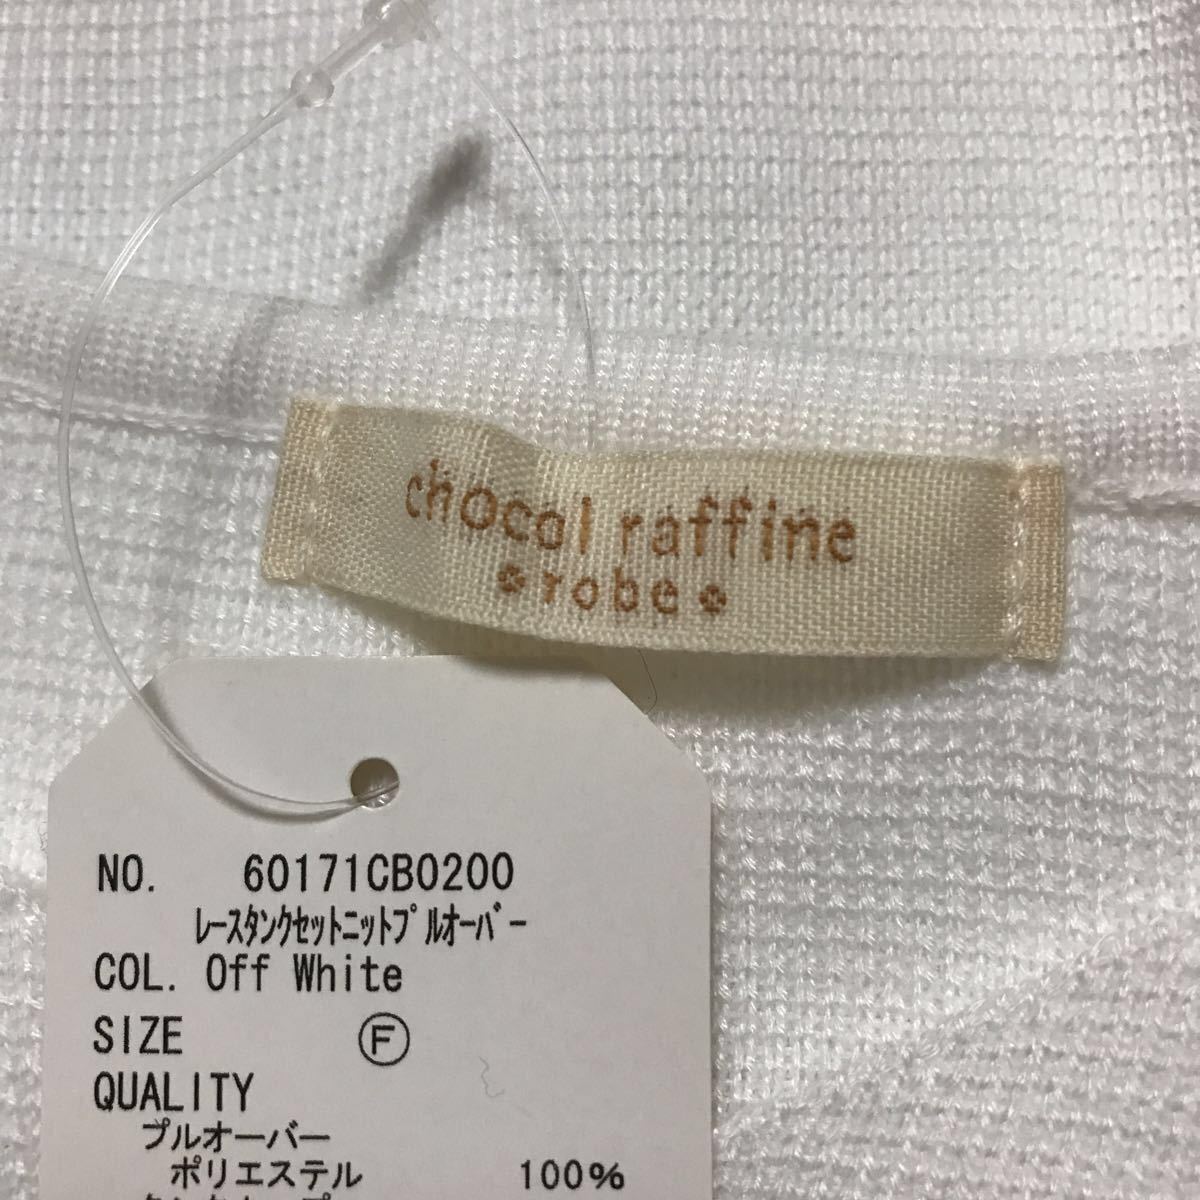 chocol raffine
robe
NO. 60171CB0200
ﾚｰｽﾀﾝｸｾｯﾄﾆｯﾄﾌﾟﾙｵｰﾊﾞｰ
COL. Off White
SIZE Ⓕ
QUALITY
プルオーバー
ポリエステル 100%